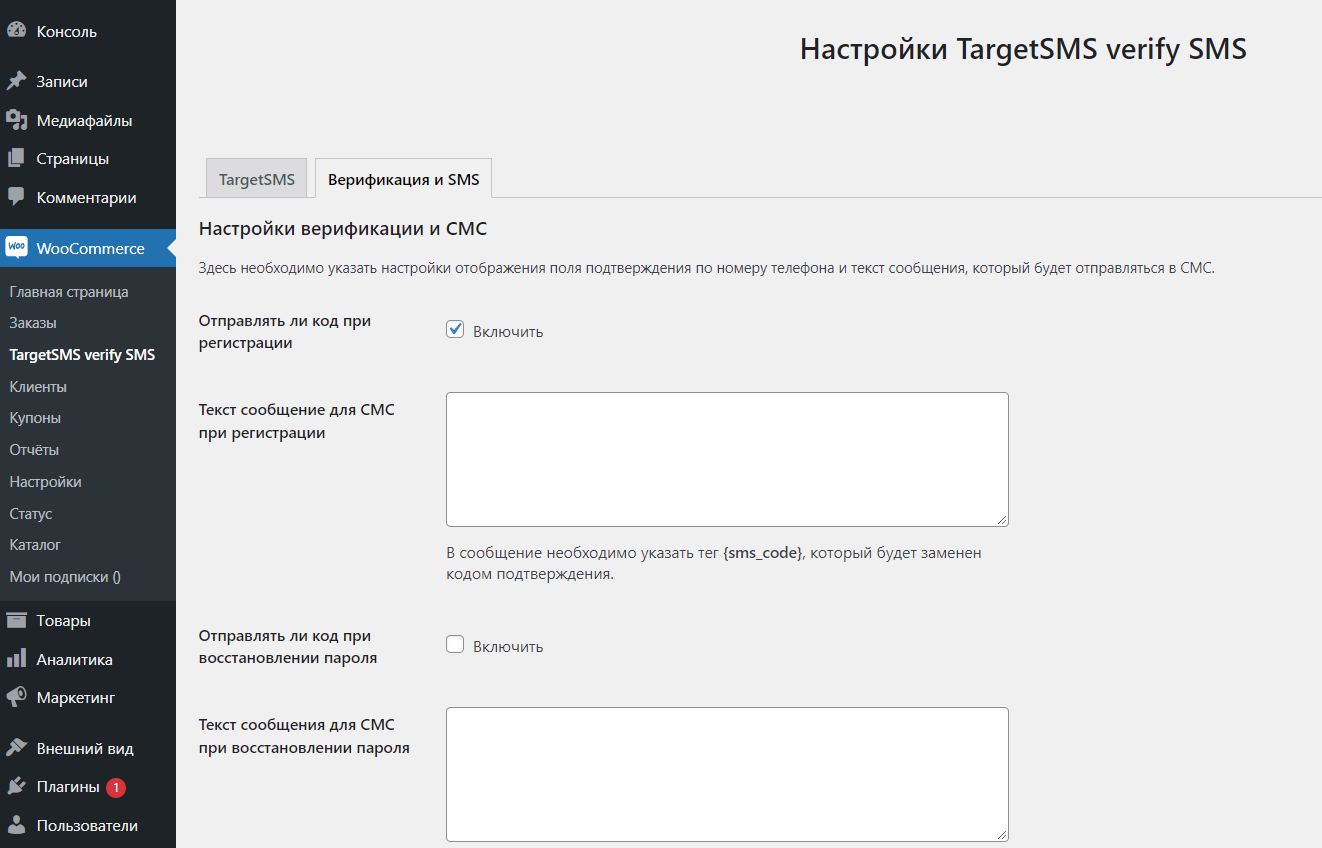 Консоль
Записи
Медиафайлы
Страницы
Комментарии
Woo WooCommerce
Главная страница
Заказы
TargetSMS verify SMS
Клиенты
Купоны
Отчёты
Настройки
Статус
Каталог
Мои подписки ()
Товары
Аналитика
Маркетинг
Внешний вид
Плагины 1
Пользователи
Настройки TargetSMS verify SMS
TargetSMS Верификация и SMS
Настройки верификации и СМС
Здесь необходимо указать настройки отображения поля подтверждения по номеру телефона и текст сообщения, который будет отправляться в СМС.
Отправлять ли код при
регистрации
Включить
Текст сообщение для СМС
при регистрации
В сообщение необходимо указать тег {sms_code}, который будет заменен
кодом подтверждения.
Отправлять ли код при
восстановлении пароля
Включить
Текст сообщения для СМС
при восстановлении пароля